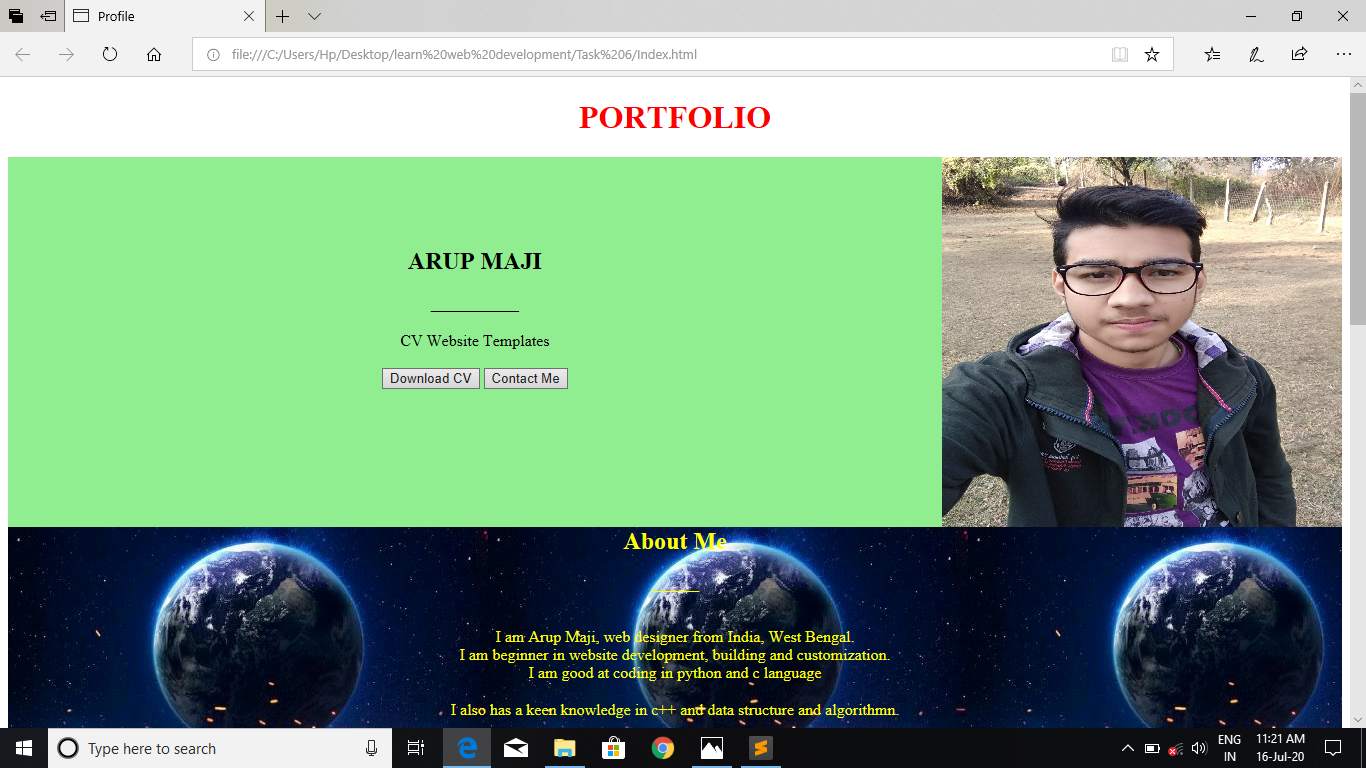 Profile
file:///C:/Users/Hp/Desktop/learn%20web%20development/Task%206/Index.html
PORTFOLIO
ARUP MAJI
CV Website Templates
Download CV Contact Me
About Me
I am Arup Maji, web designer from India, West Bengal.
I am beginner in website development, building and customization.
I am good at coding in python and c language
I also has a keen knowledge in c++ and data structure and algorithmn.
Type here to search
ENG
IN
11:21 AM
16-Jul-20